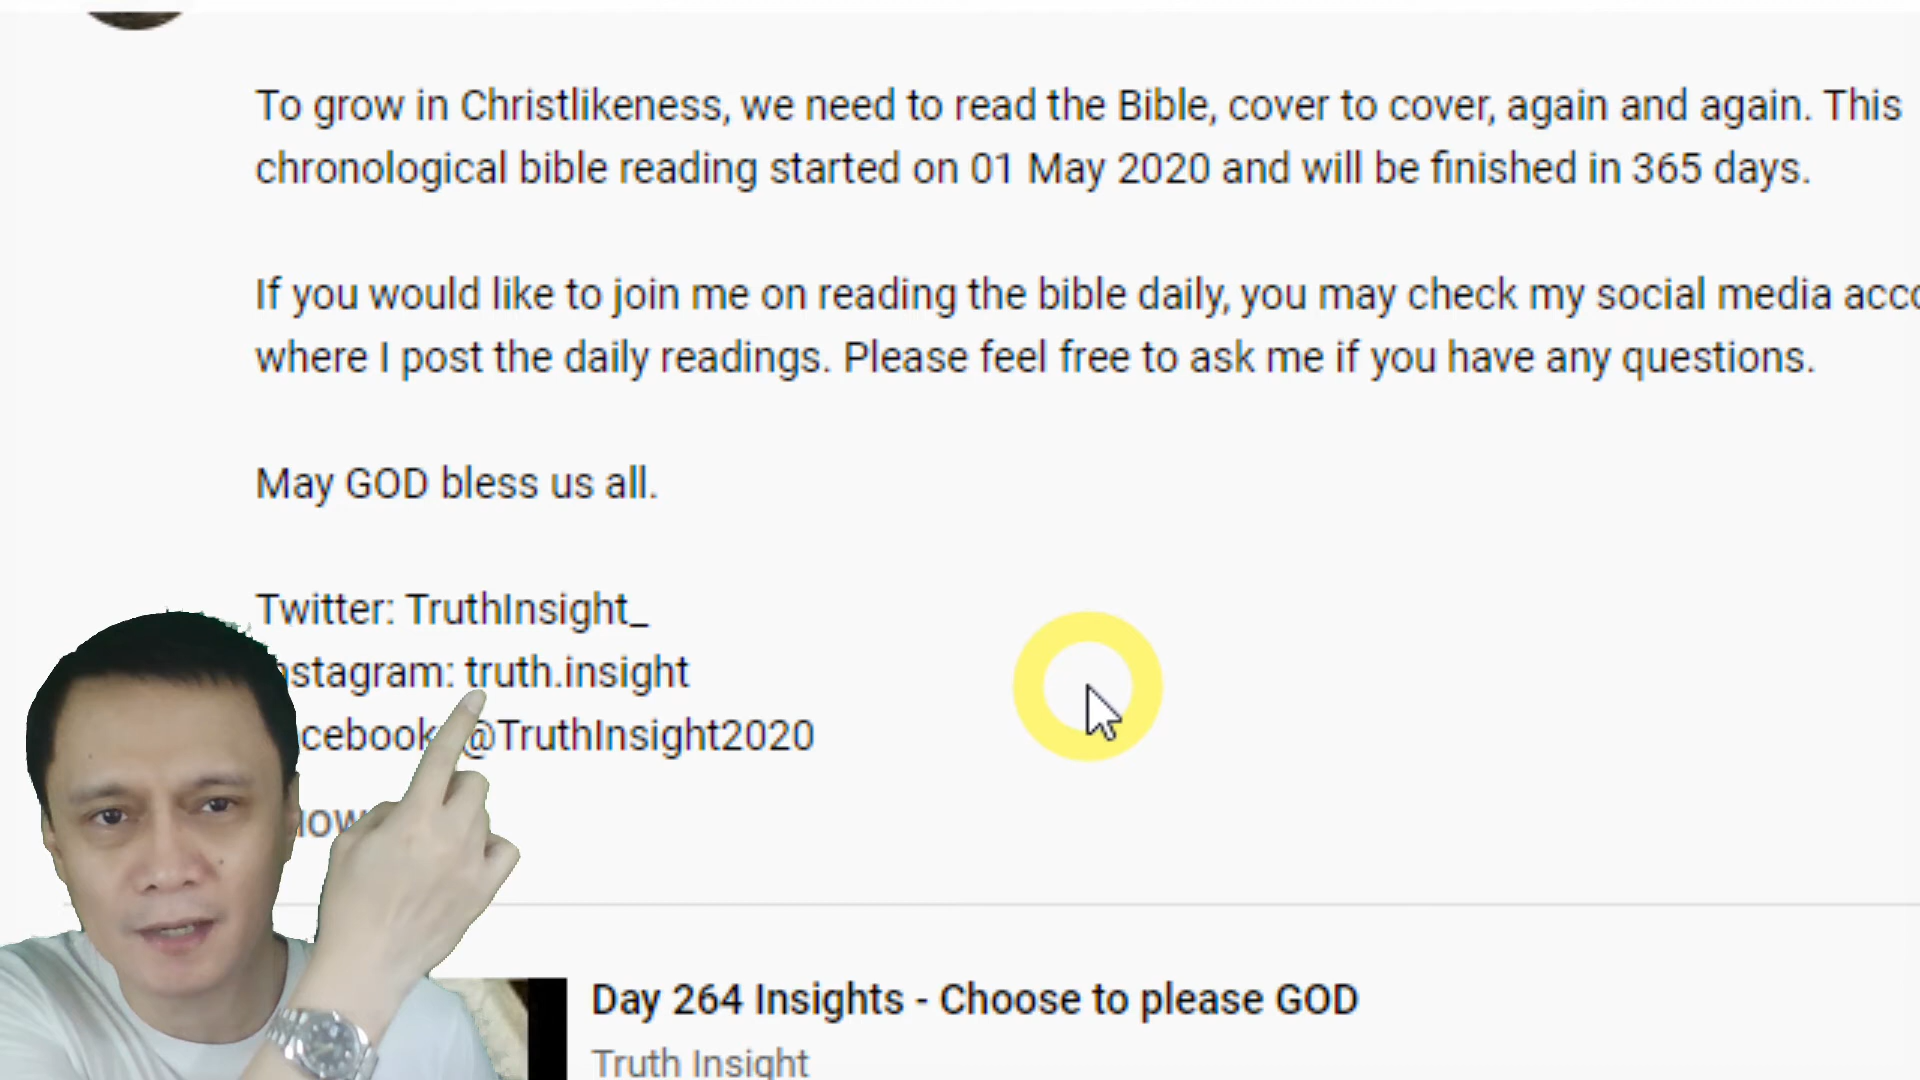 To grow in Christlikeness, we need to read the Bible, cover to cover, again and again. This
chronological bible reading started on 01 May 2020 and will be finished in 365 days.
If you would like to join me on reading the bible daily, you may check my social media acco
where I post the daily readings. Please feel free to ask me if you have any questions.
May GOD bless us all.
Twitter: TruthInsight_
nstagram: truth.insight
cebook @TruthInsight2020
Day 264 Insights - Choose to please GOD
Truth Insight